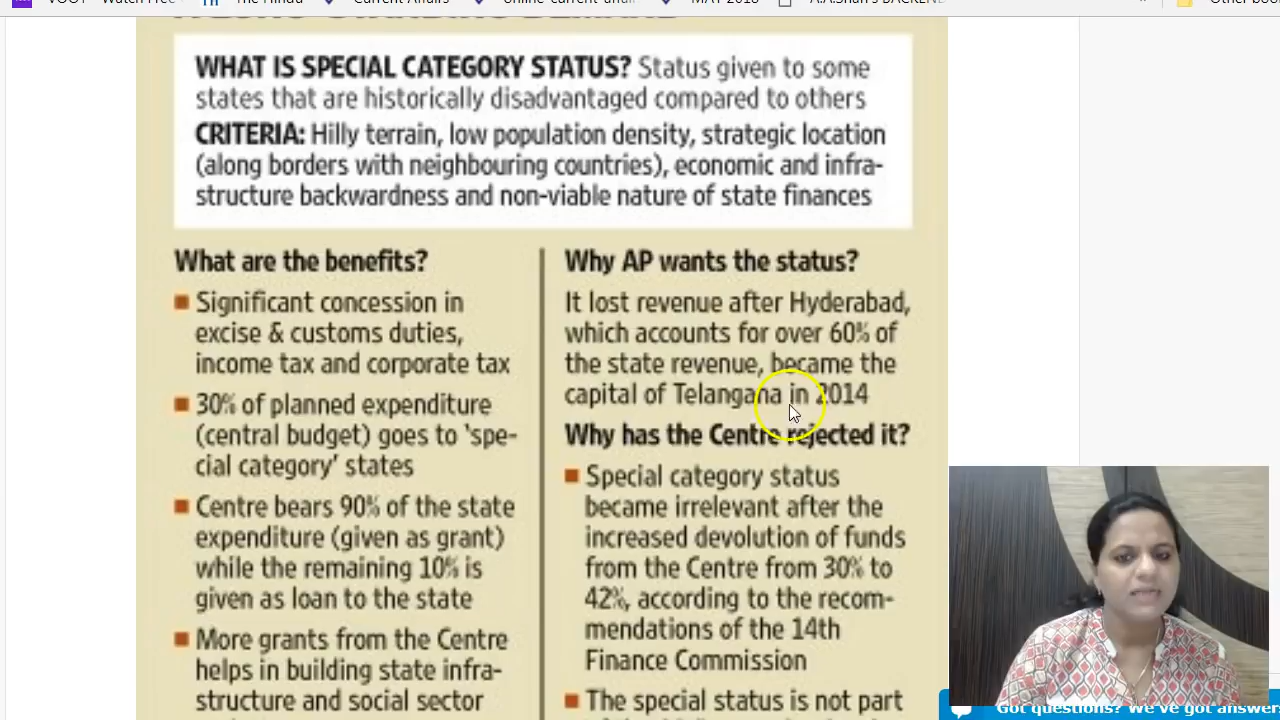 Current Affairs
MAY 2018
WHAT IS SPECIAL CATEGORY STATUS? Status given to some
states that are historically disadvantaged compared to others
CRITERIA: Hilly terrain, low population density, strategic location
(along borders with neighbouring countries), economic and infra-
structure backwardness and non-viable nature of state finances
What are the benefits?
Significant concession in
excise & customs duties,
income tax and corporate tax
30% of planned expenditure
(central budget) goes to 'spe-
cial category' states
Centre bears 90% of the state
expenditure (given as grant)
while the remaining 10% is
given as loan to the state
More grants from the Centre
helps in building state infra-
structure and social sector
Why AP wants the status?
It lost revenue after Hyderabad,
which accounts for over 60% of
the state revenue, became the
capital of Telangana in 2014
Why has the Centre rejected it?
Special category status
became irrelevant after the
increased devolution of funds
from the Centre from 30% to
42%, according to the recom-
mendations of the 14th
Finance Commission
The special status is not part
Got questions? We've got answers